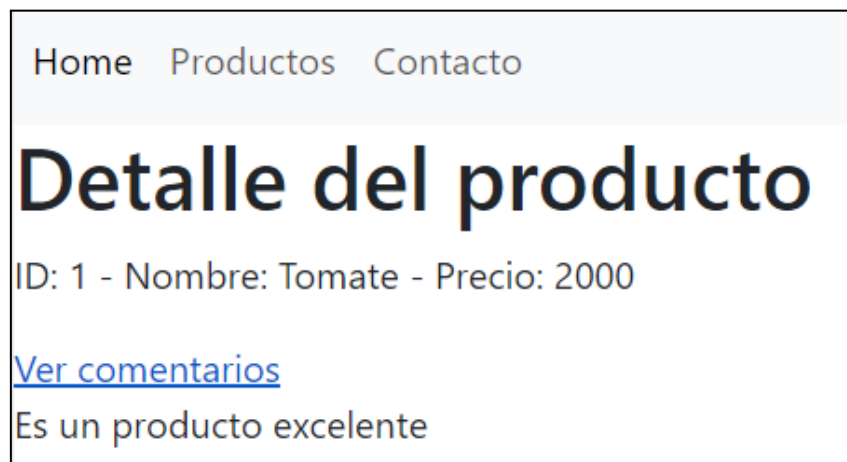 Home Productos Contacto
Detalle del producto
ID: 1 - Nombre: Tomate - Precio: 2000
Ver comentarios
Es un producto excelente